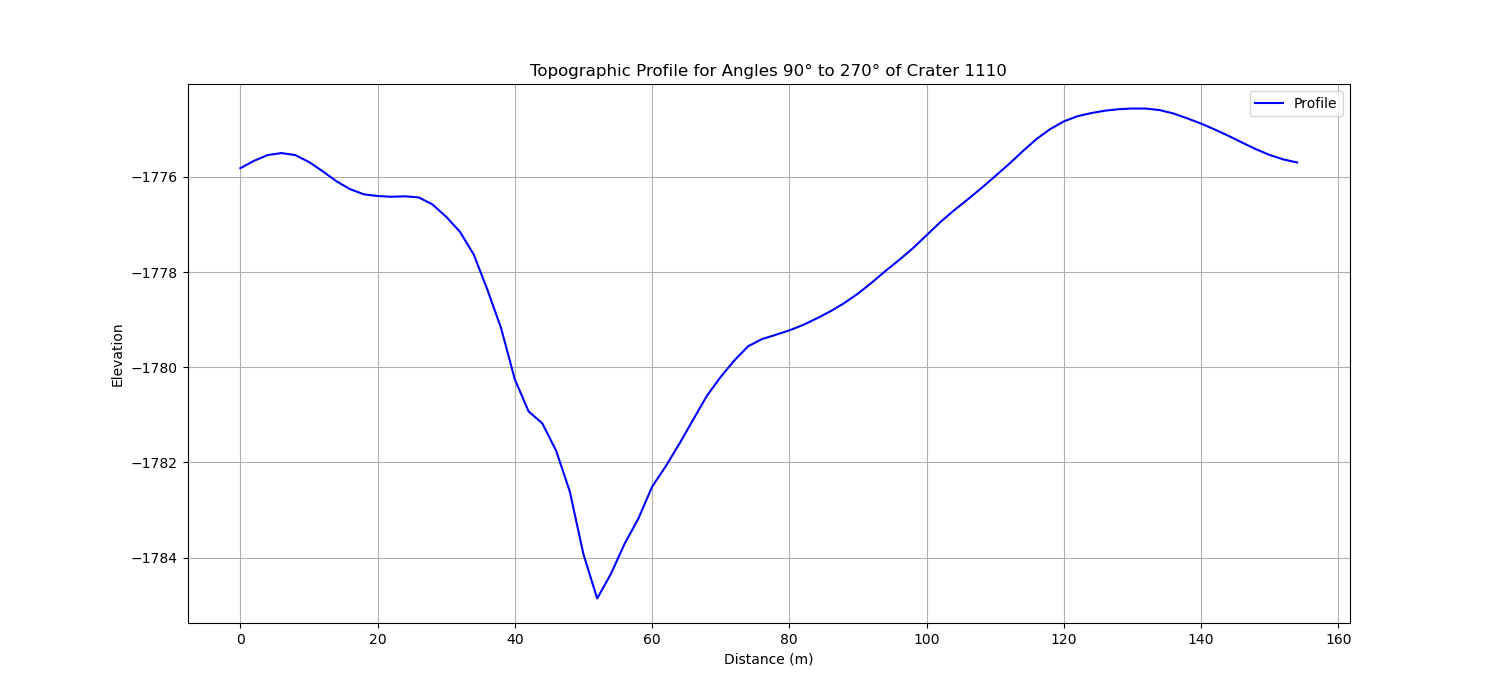 Topographic Profile for Angles 90° to 270° of Crater 1110
Profile
−1776
−1778
−1780
−1782
−1784
Elevation
0 20 40 60 80 100 120 140 160
Distance (m)